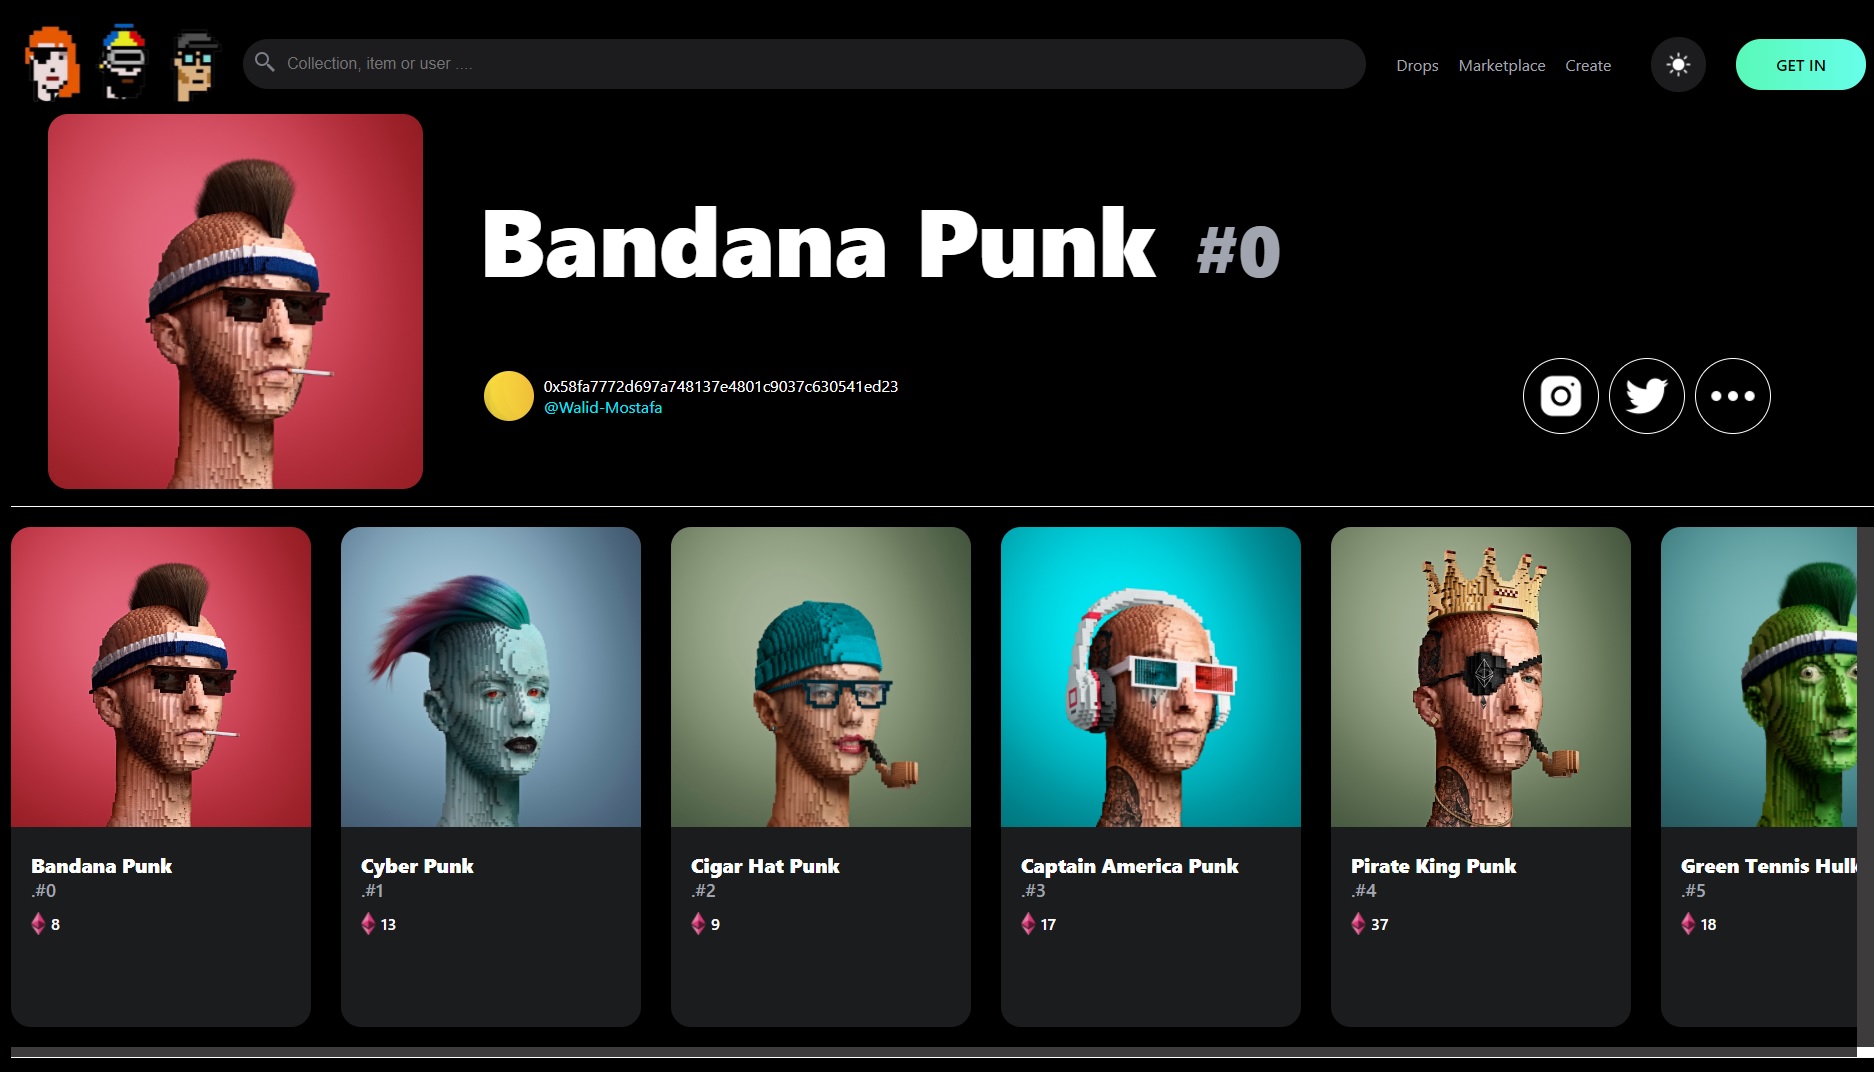 Collection, item or user ....
Drops
Marketplace
Create
GET IN
Bandana Punk #0
0x58fa7772d697a748137e4801c9037c630541ed23
@Walid-Mostafa
Bandana Punk
.#0
8
Cyber Punk
.#1
13
Cigar Hat Punk
.#2
9
Captain America Punk
.#3
17
Pirate King Punk
.#4
37
Green Tennis Hulk
.#5
18